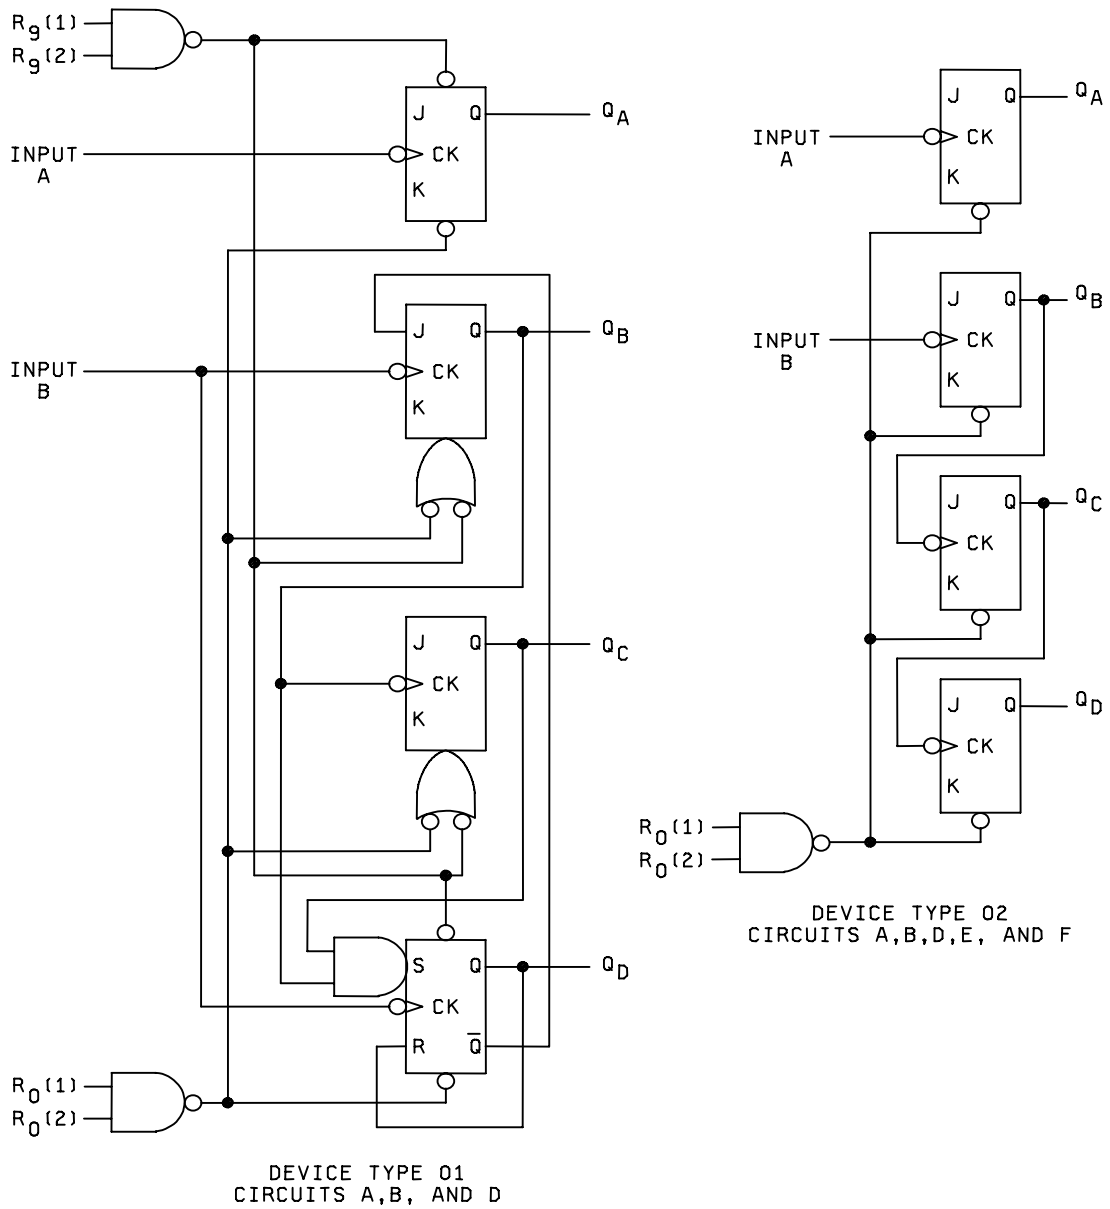 R9(1)
R9(2)
J Q QA
INPUT A CK
K
J Q QB
INPUT B CK
K
J Q QC
CK
K
S Q QD
CK
R Q̅
R0(1)
R0(2)
DEVICE TYPE 01
CIRCUITS A,B, AND D
J Q QA
INPUT A CK
K
J Q QB
INPUT B CK
K
J Q QC
CK
K
J Q QD
CK
K
R0(1)
R0(2)
DEVICE TYPE 02
CIRCUITS A,B,D,E, AND F